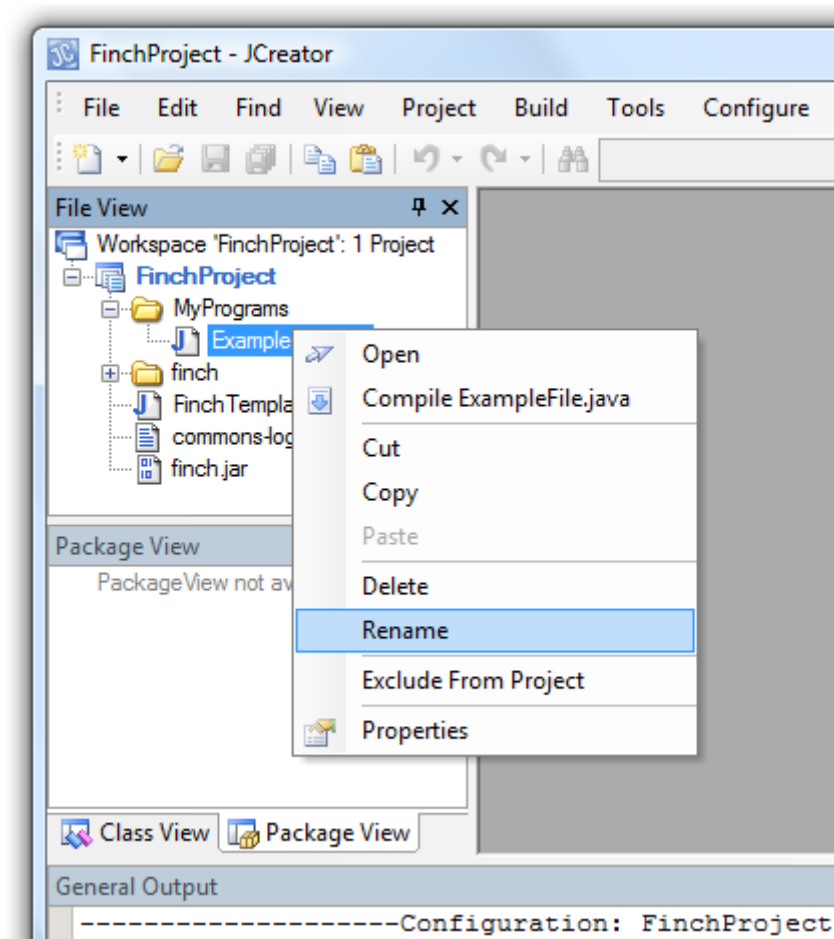 FinchProject - JCreator
File Edit Find View Project Build Tools Configure
File View
Workspace 'FinchProject': 1 Project
FinchProject
MyPrograms
Example
finch
FinchTempla
commons-log
finch.jar
Open
Compile ExampleFile.java
Cut
Copy
Paste
Delete
Rename
Exclude From Project
Properties
Package View
PackageView not av
Class View Package View
General Output
--------------------Configuration: FinchProject